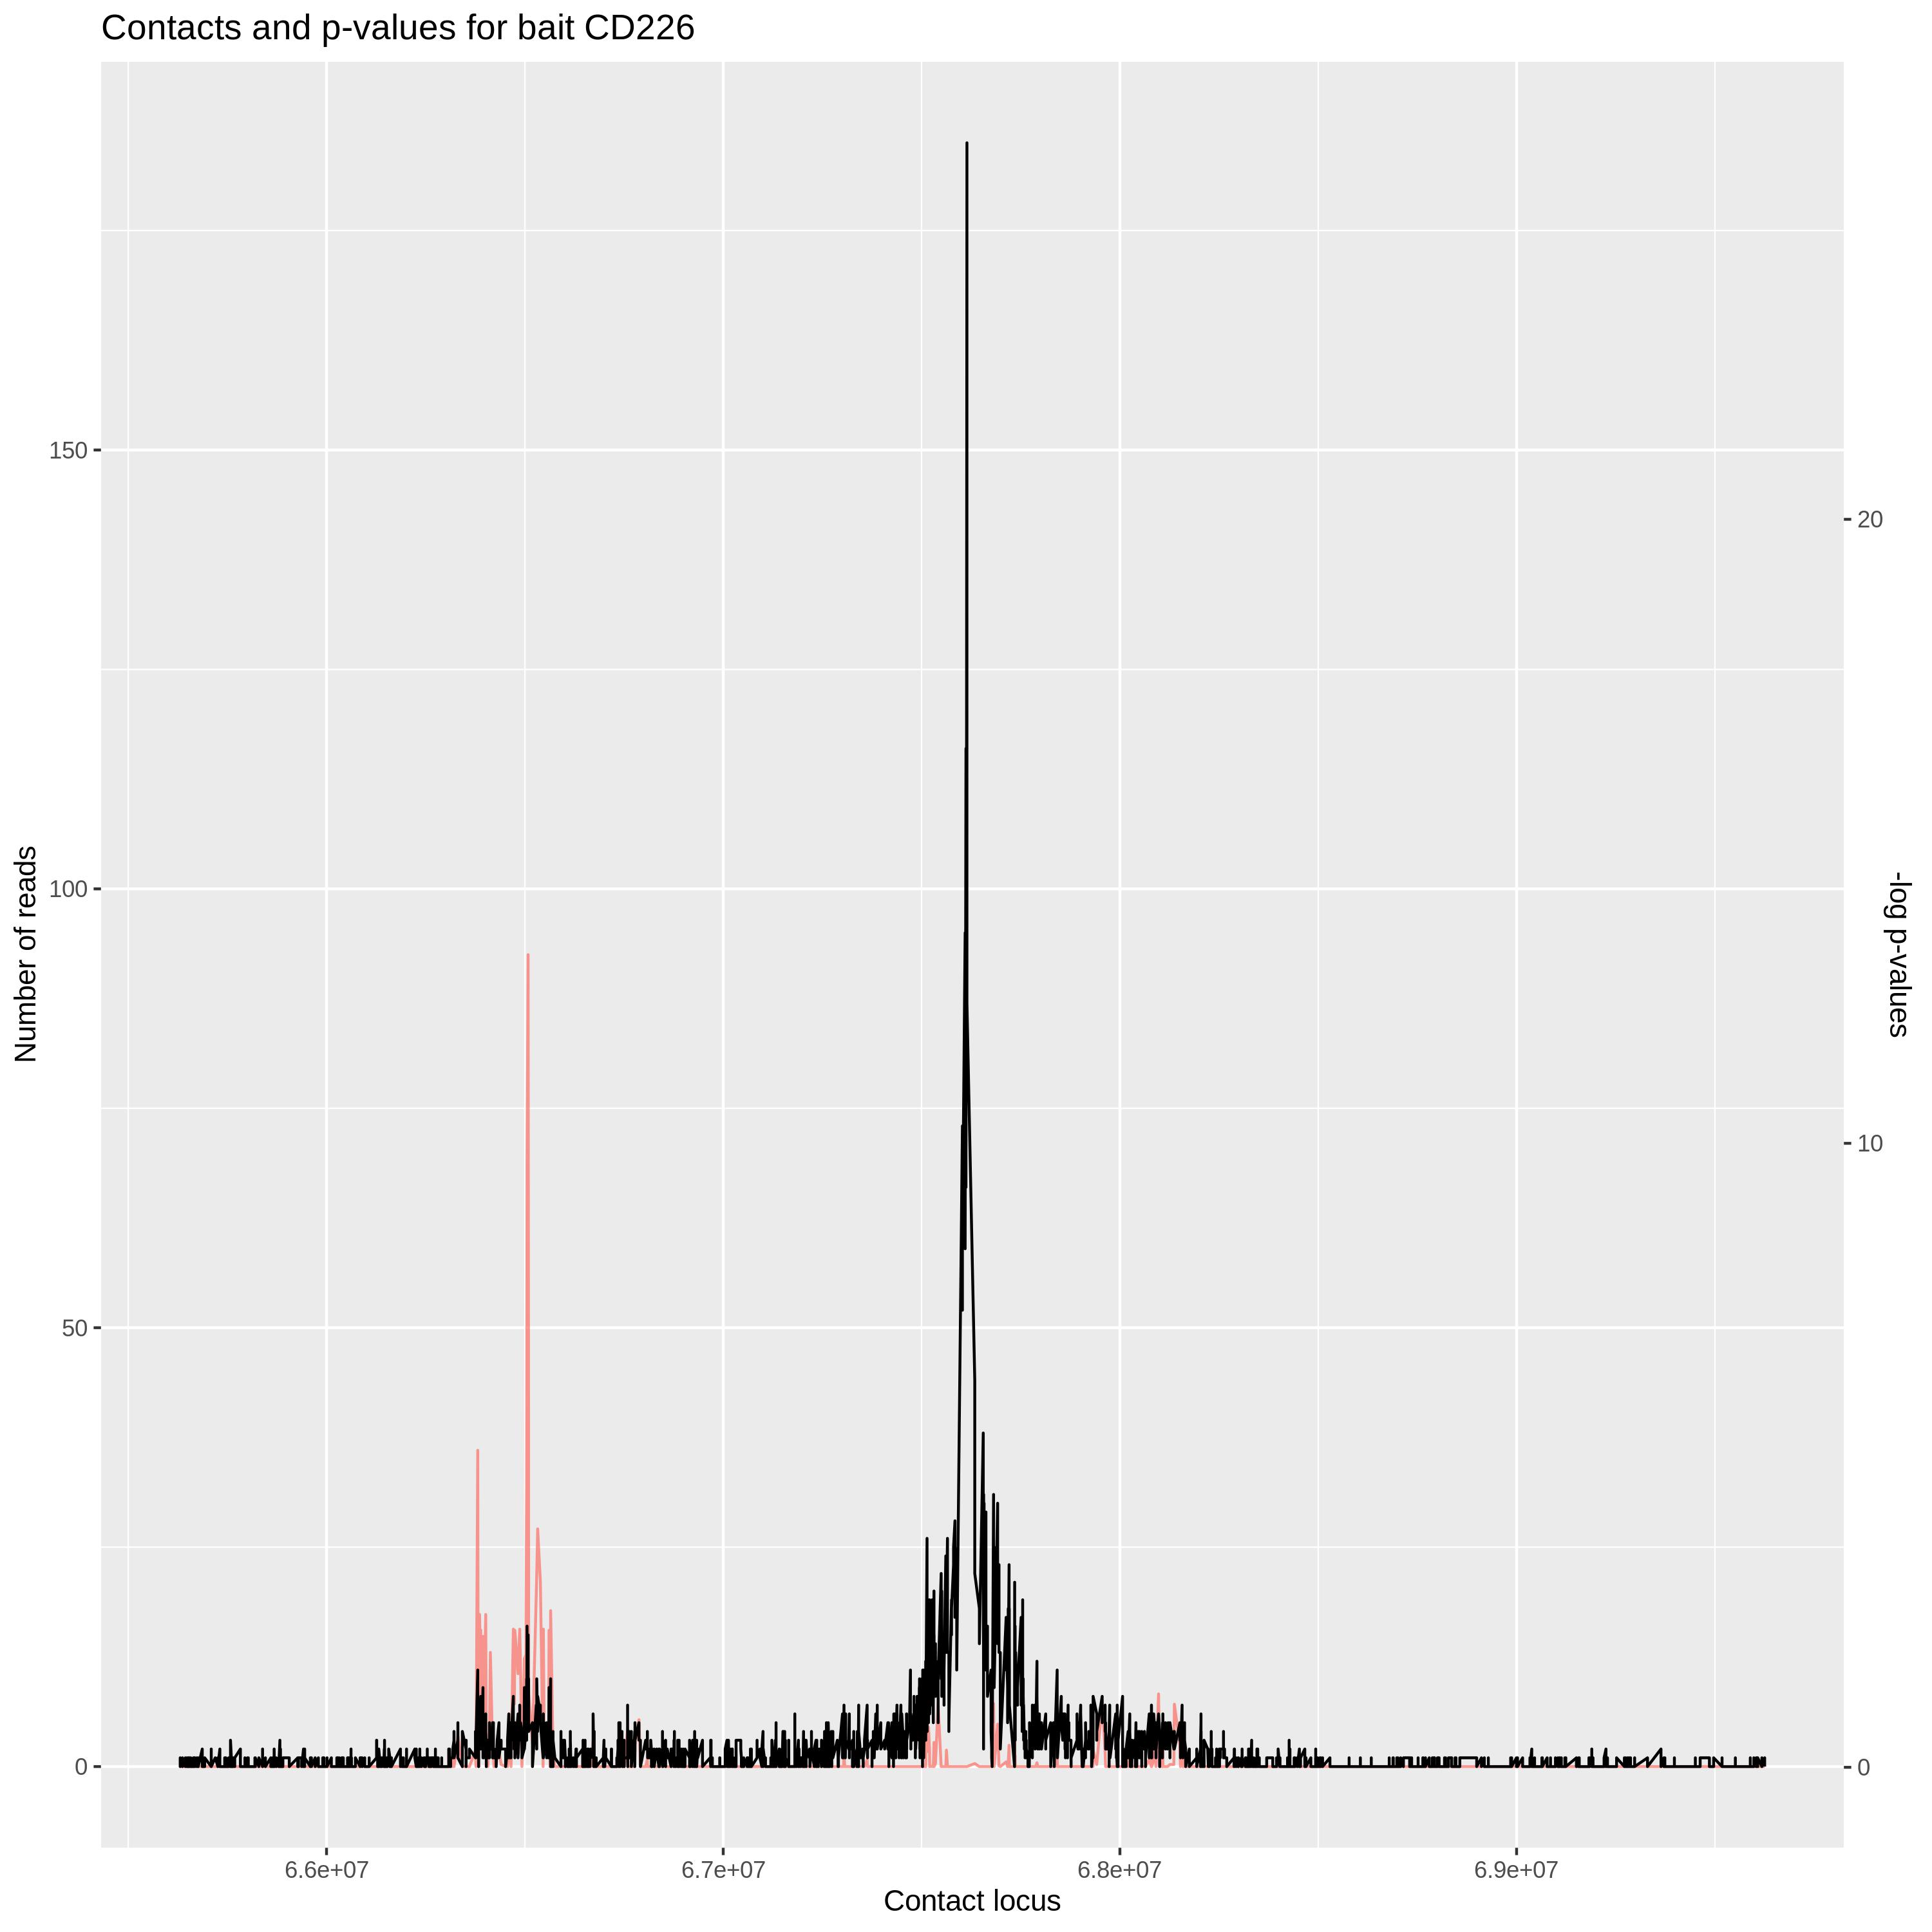 Contacts and p-values for bait CD226
Number of reads
150
100
50
0
20
10
0
-log p-values
6.6e+07
6.7e+07
6.8e+07
6.9e+07
Contact locus